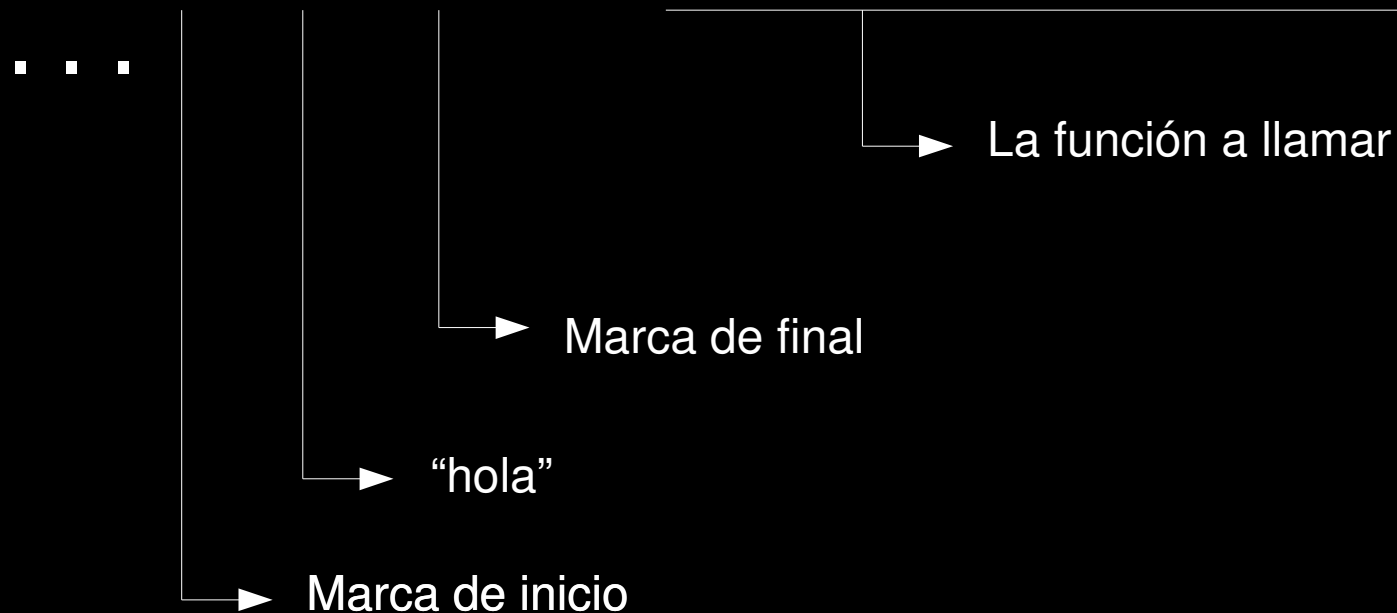 ...
La función a llamar
Marca de final
“hola”
Marca de inicio